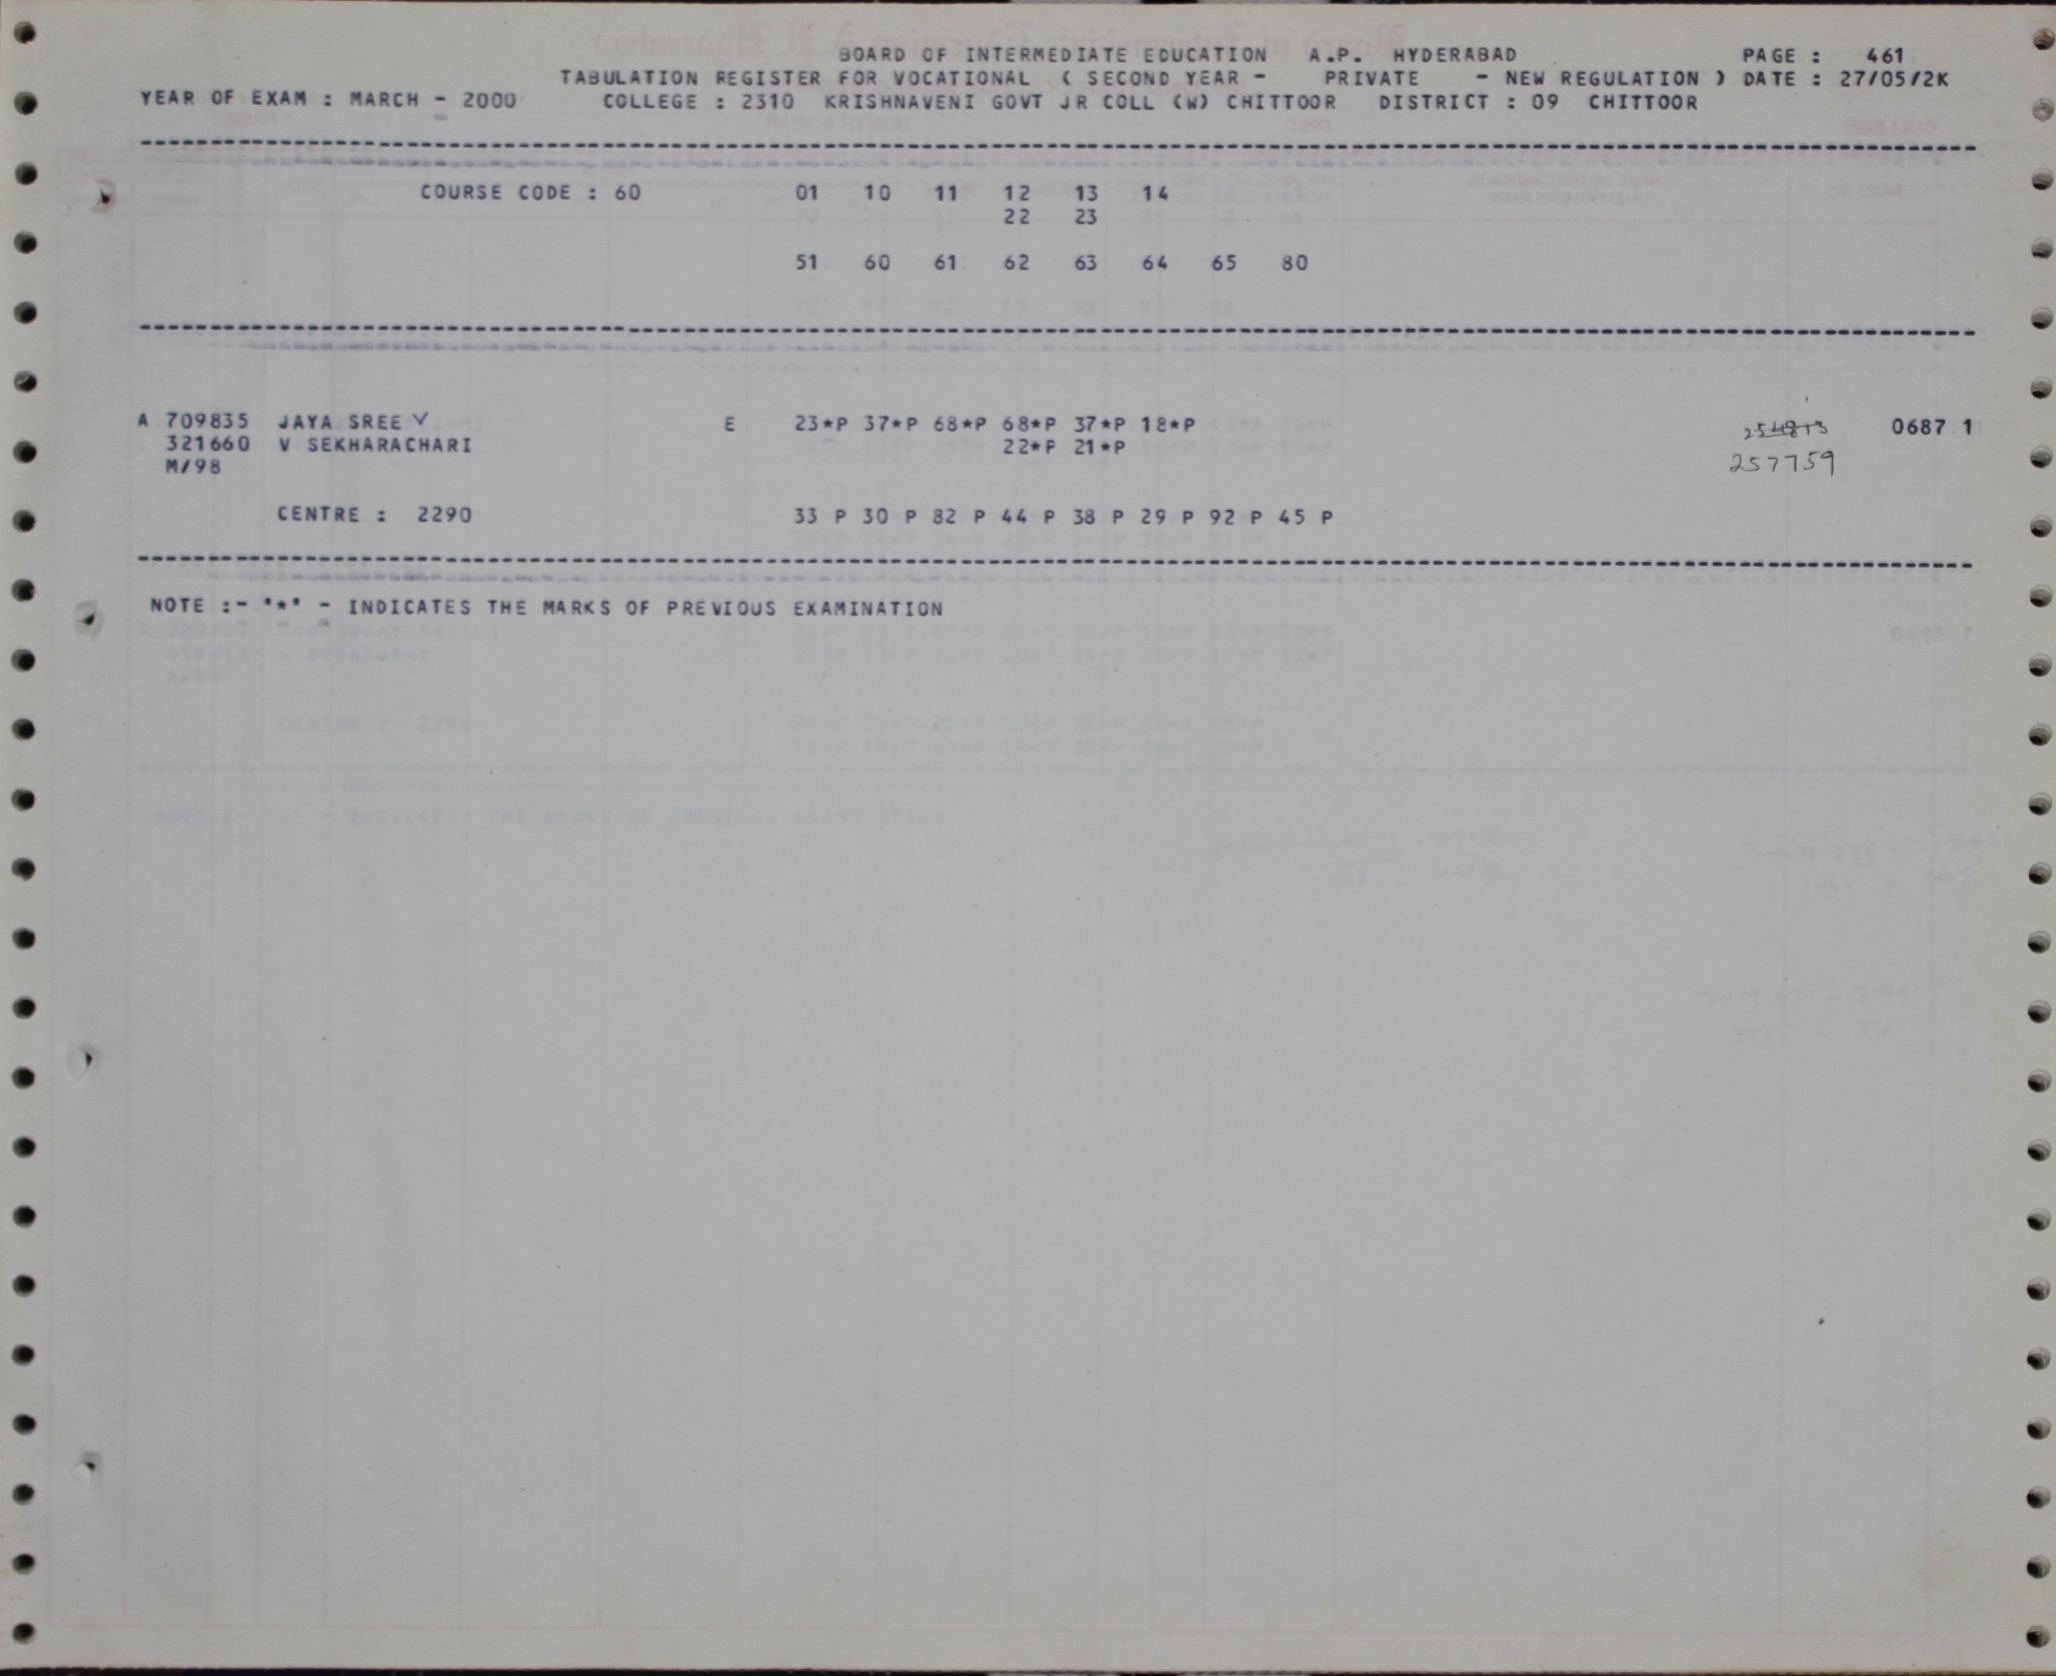 BOARD OF INTERMEDIATE EDUCATION A.P. HYDERABAD PAGE : 461
TABULATION REGISTER FOR VOCATIONAL ( SECOND YEAR - PRIVATE - NEW REGULATION ) DATE : 27/05/2K
YEAR OF EXAM : MARCH - 2000 COLLEGE : 2310 KRISHNAVENI GOVT JR COLL (W) CHITTOOR DISTRICT : 09 CHITTOOR
COURSE CODE : 60 01 10 11 12 13 14
22 23
51 60 61 62 63 64 65 80
A 709835 JAYA SREE V E 23*P 37*P 68*P 68*P 37*P 18*P 254813 0687 1
321660 V SEKHARACHARI 22*P 21*P 257759
M/98
CENTRE : 2290 33 P 30 P 82 P 44 P 38 P 29 P 92 P 45 P
NOTE :- "*" - INDICATES THE MARKS OF PREVIOUS EXAMINATION